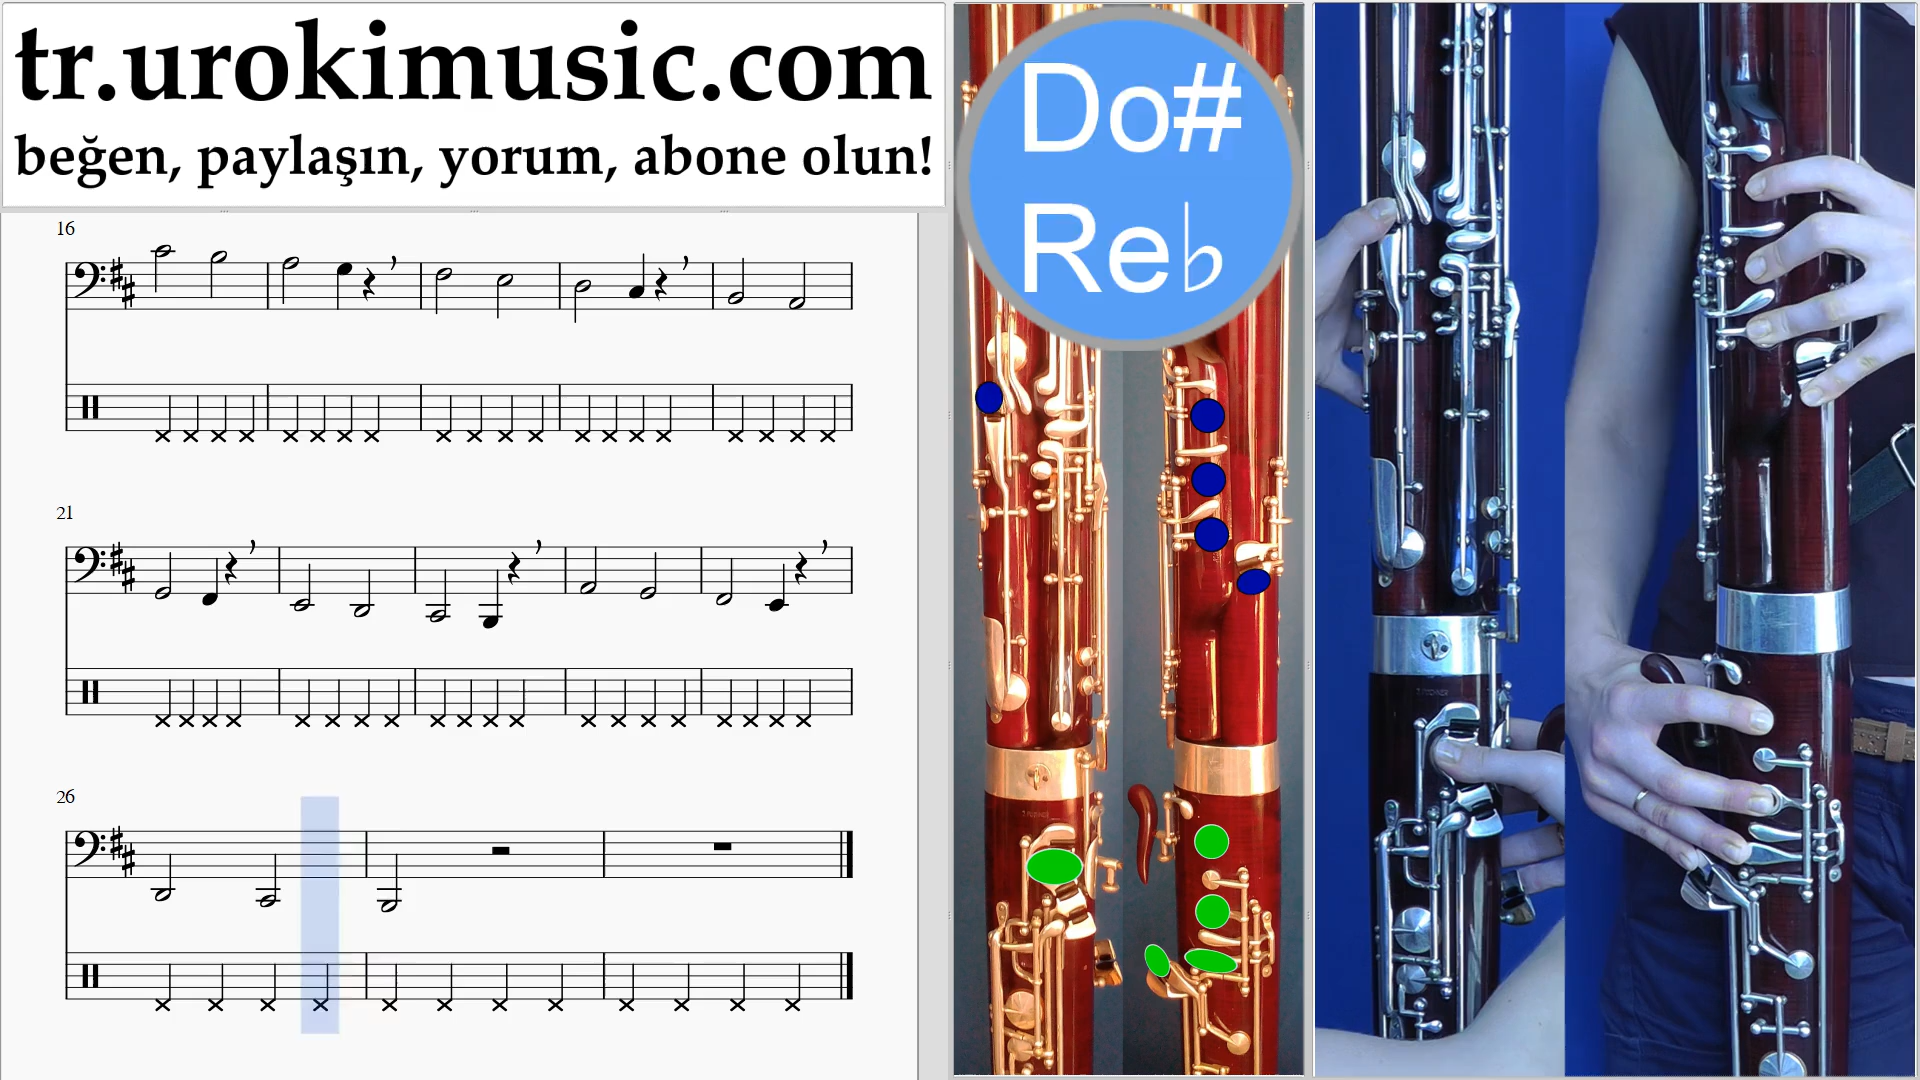 tr.urokimusic.com
beğen, paylaşın, yorum, abone olun!
Do#
Re♭
16
21
26